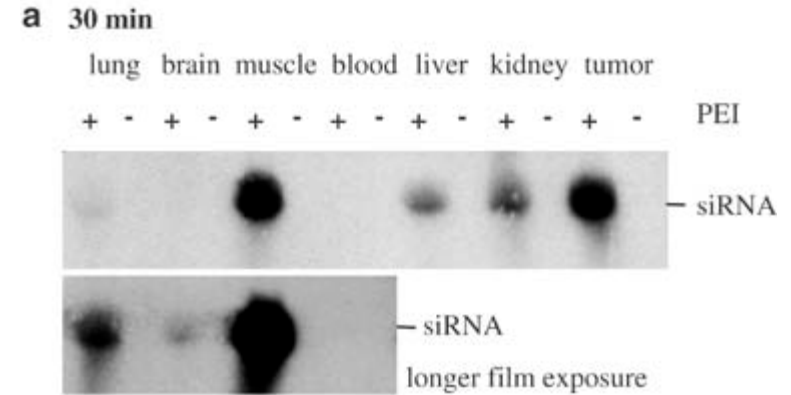 a 30 min
lung brain muscle blood liver kidney tumor
+ - + - + - + - + - + - + - PEI
siRNA
siRNA
longer film exposure